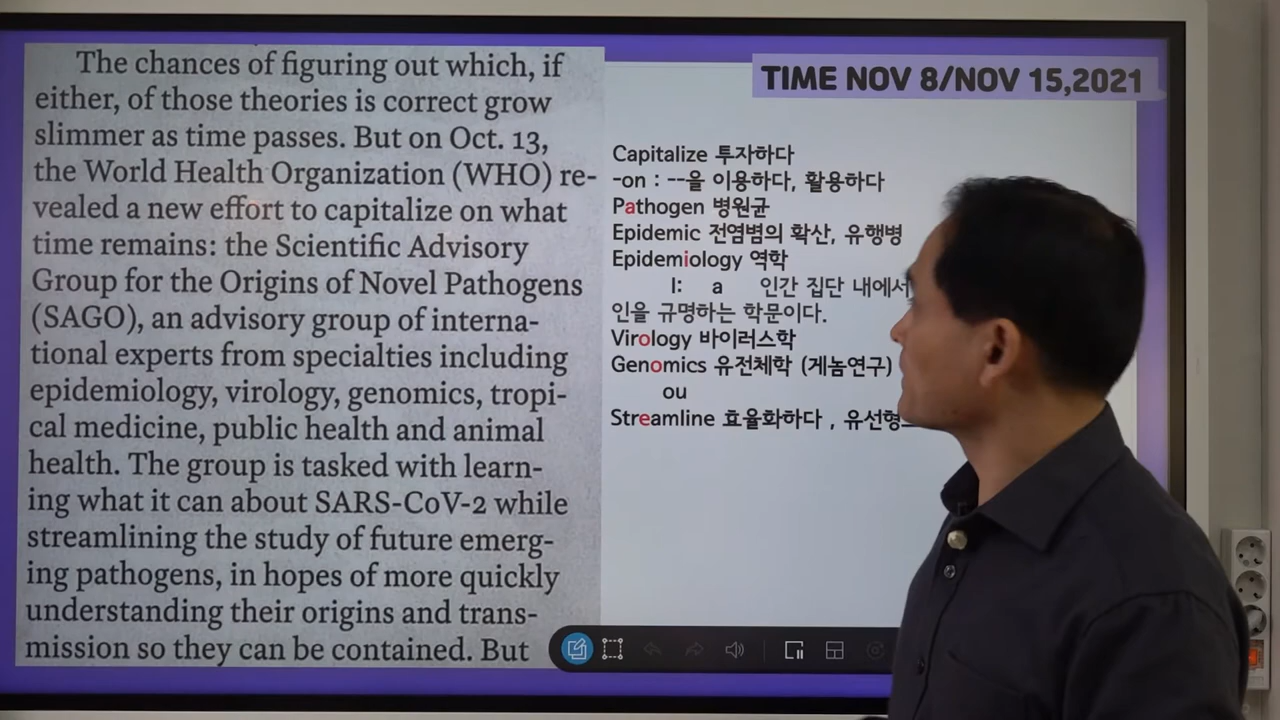 The chances of figuring out which, if
either, of those theories is correct grow
slimmer as time passes. But on Oct. 13,
the World Health Organization (WHO) re-
vealed a new effort to capitalize on what
time remains: the Scientific Advisory
Group for the Origins of Novel Pathogens
(SAGO), an advisory group of interna-
tional experts from specialties including
epidemiology, virology, genomics, tropi-
cal medicine, public health and animal
health. The group is tasked with learn-
ing what it can about SARS-CoV-2 while
streamlining the study of future emerg-
ing pathogens, in hopes of more quickly
understanding their origins and trans-
mission so they can be contained. But
TIME NOV 8/NOV 15,2021
Capitalize 투자하다
-on : --을 이용하다, 활용하다
Pathogen 병원균
Epidemic 전염볌의 확산, 유행병
Epidemiology 역학
I: a 인간 집단 내에서
인을 규명하는 학문이다.
Virology 바이러스학
Genomics 유전체학 (게놈연구)
ou
Streamline 효율화하다 , 유선형